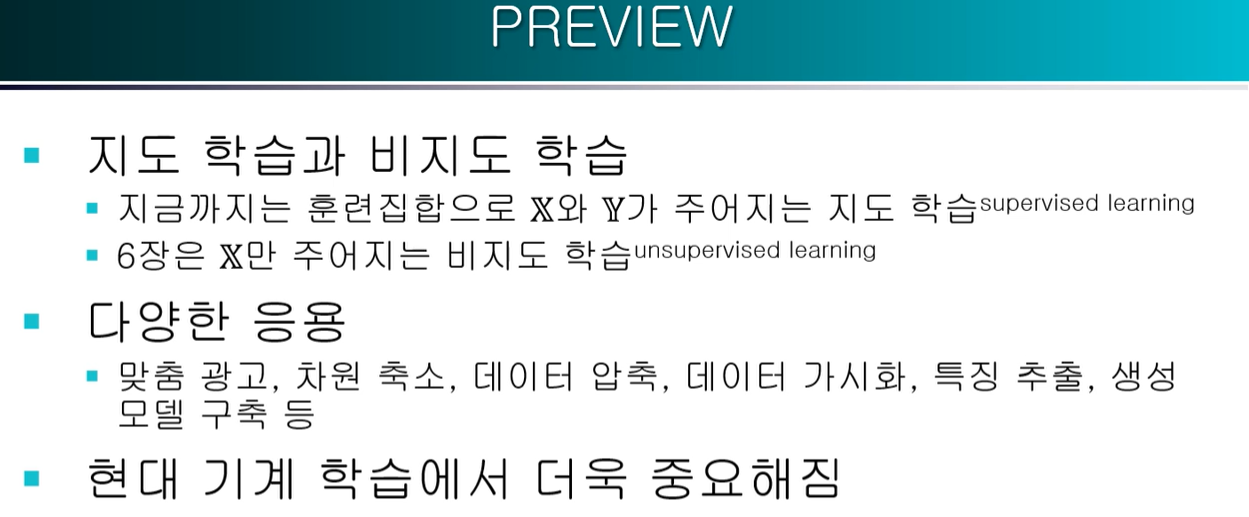 PREVIEW
지도 학습과 비지도 학습
지금까지는 훈련집합으로 𝕏와 𝕐가 주어지는 지도 학습supervised learning
6장은 𝕏만 주어지는 비지도 학습unsupervised learning
다양한 응용
맞춤 광고, 차원 축소, 데이터 압축, 데이터 가시화, 특징 추출, 생성
모델 구축 등
현대 기계 학습에서 더욱 중요해짐